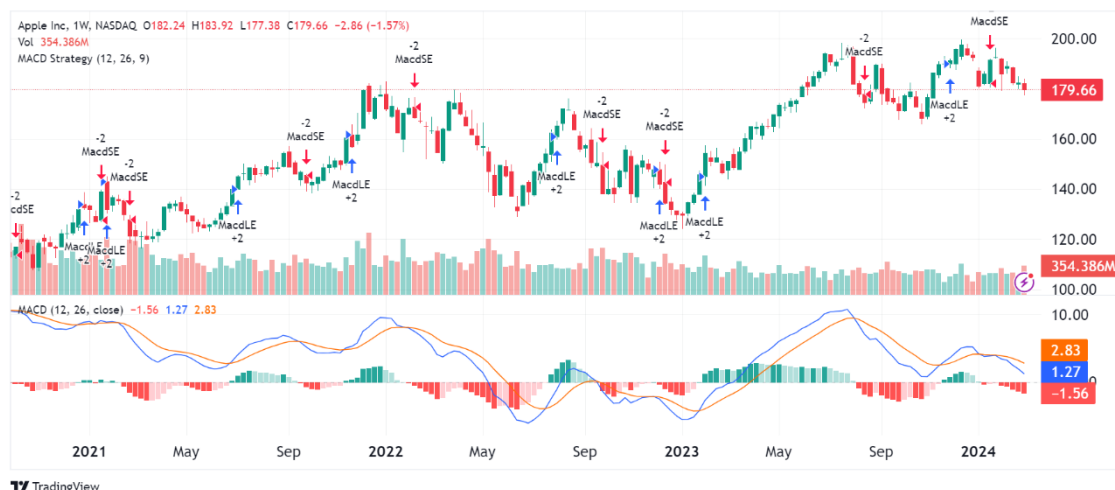 Apple Inc, 1W, NASDAQ O182.24 H183.92 L177.38 C179.66 −2.86 (−1.57%)
Vol 354.386M
MACD Strategy (12, 26, 9)
MacdSE
200.00
-2
MacdSE
-2
MacdSE
179.66
MacdLE
+2
-2
MacdSE
-2
MacdSE
-2
MacdSE
160.00
-2
MacdSE
-2
MacdSE
-2
cdSE
140.00
MacdLE
+2
MacdLE
+2
MacdLE
+2
MacdLE
+2
MacdLE
+2
MacdLE
+2
MacdLE
+2
120.00
354.386M
100.00
MACD (12, 26, close) −1.56 1.27 2.83
10.00
2.83
1.27
0
−1.56
2021 May Sep 2022 May Sep 2023 May Sep 2024
TradingView